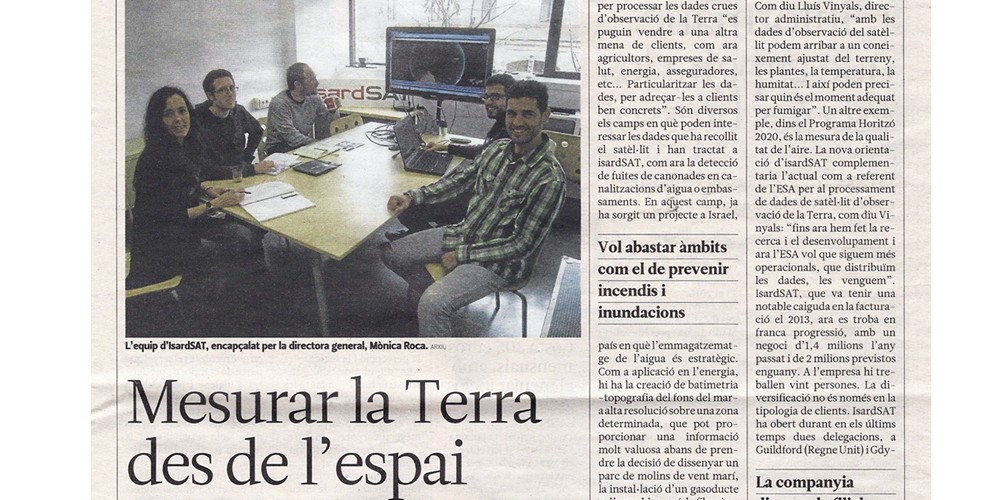 isardSAT
L'equip d'IsardSAT, encapçalat per la directora general, Mònica Roca. ARXIU
Mesurar la Terra
des de l'espai
per processar les dades crues
d'observació de la Terra “es
puguin vendre a una altra
mena de clients, com ara
agricultors, empreses de sa-
lut, energia, asseguradores,
etc... Particularitzar les da-
des, per adreçar-les a clients
ben concrets”. Són diversos
els camps en què poden inte-
ressar les dades que ha recollit
el satèl·lit i han tractat a
isardSAT, com ara la detecció
de fuites de canonades en ca-
nalitzacions d'aigua o embas-
saments. En aquest camp, ja
ha sorgit un projecte a Israel,
Vol abastar àmbits
com el de prevenir
incendis i
inundacions
país en què l'emmagatzematge
de l'aigua és estratègic.
Com a aplicació en l'energia,
hi ha la creació de batimetria
-topografia del fons del mar-
a alta resolució sobre una zona
determinada, que pot pro-
porcionar una informació
molt valuosa abans de pren-
dre la decisió de dissenyar un
parc de molins de vent marí,
la instal·lació d'un gasoducte
Com diu Lluís Vinyals, direc-
tor administratiu, “amb les
dades d'observació del satèl-
lit podem arribar a un conei-
xement ajustat del terreny,
les plantes, la temperatura, la
humitat... I així poden preci-
sar quin és el moment adequat
per fumigar”. Un altre exem-
ple, dins el Programa Horitzó
2020, és la mesura de la quali-
tat de l'aire. La nova orienta-
ció d'isardSAT complemen-
taria l'actual com a referent
de l'ESA per al processament
de dades de satèl·lit d'obser-
vació de la Terra, com diu Vi-
nyals: “fins ara hem fet la re-
cerca i el desenvolupament i
ara l'ESA vol que siguem més
operacionals, que distribuïm
les dades, les venguem”.
IsardSAT, que va tenir una
notable caiguda en la factura-
ció el 2013, ara es troba en
franca progressió, amb un
negoci d'1,4 milions l'any
passat i de 2 milions previstos
enguany. A l'empresa hi tre-
ballen vint persones. La di-
versificació no és només en la
tipologia de clients. IsardSAT
ha obert durant en els últims
temps dues delegacions, a
Guildford (Regne Unit) i Gdy-
La companyia